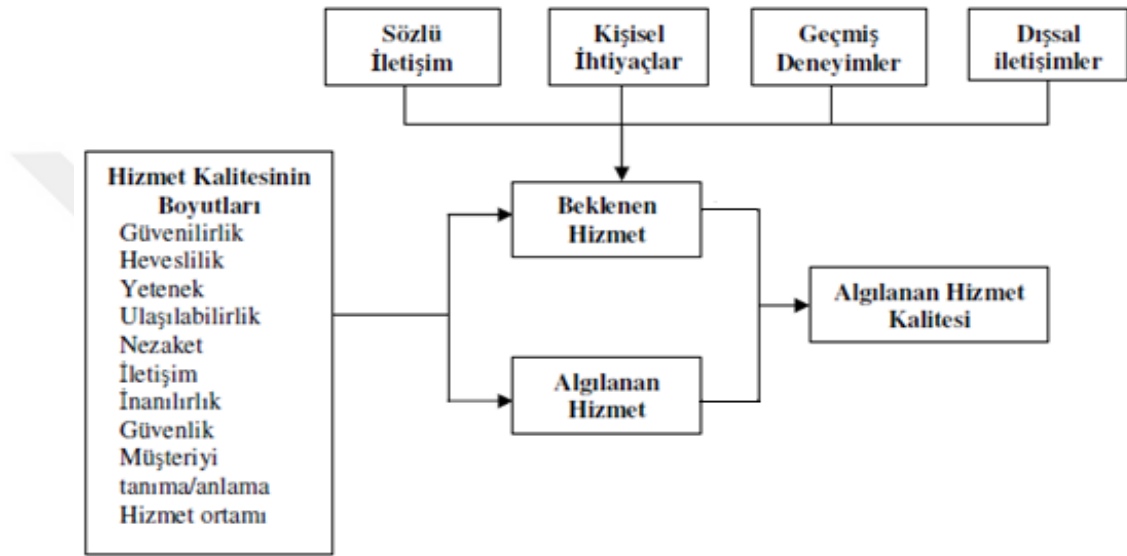 Sözlü
İletişim
Kişisel
İhtiyaçlar
Geçmiş
Deneyimler
Dışsal
iletişimler
Hizmet Kalitesinin
Boyutları
Güvenilirlik
Heveslilik
Yetenek
Ulaşılabilirlik
Nezaket
İletişim
İnanılırlık
Güvenlik
Müşteriyi
tanıma/anlama
Hizmet ortamı
Beklenen
Hizmet
Algılanan
Hizmet
Algılanan Hizmet
Kalitesi